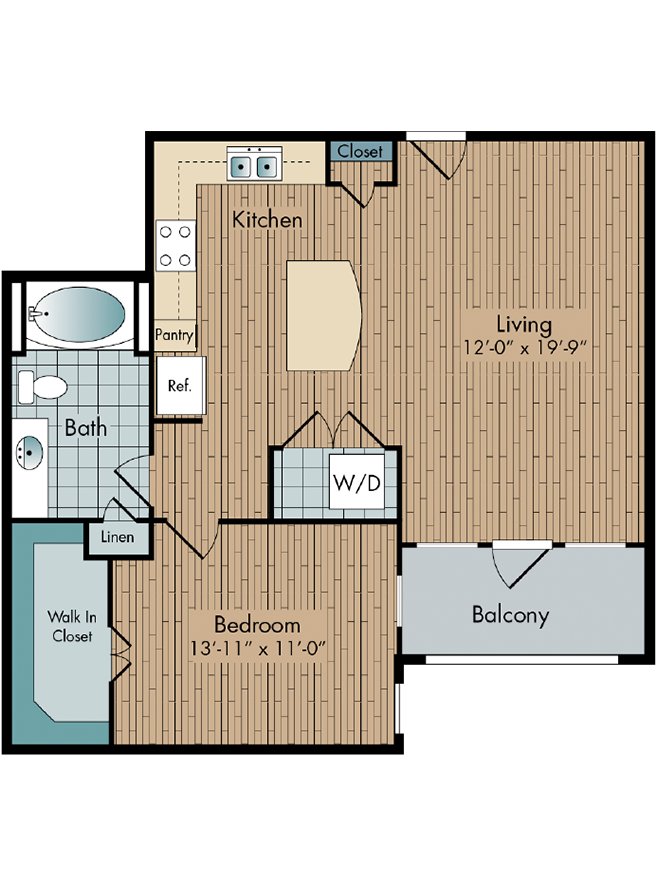 Closet
Kitchen
Living
12’-0” x 19’-9”
Pantry
Ref.
Bath
W/D
Linen
Walk In
Closet
Bedroom
13’-11” x 11’-0”
Balcony